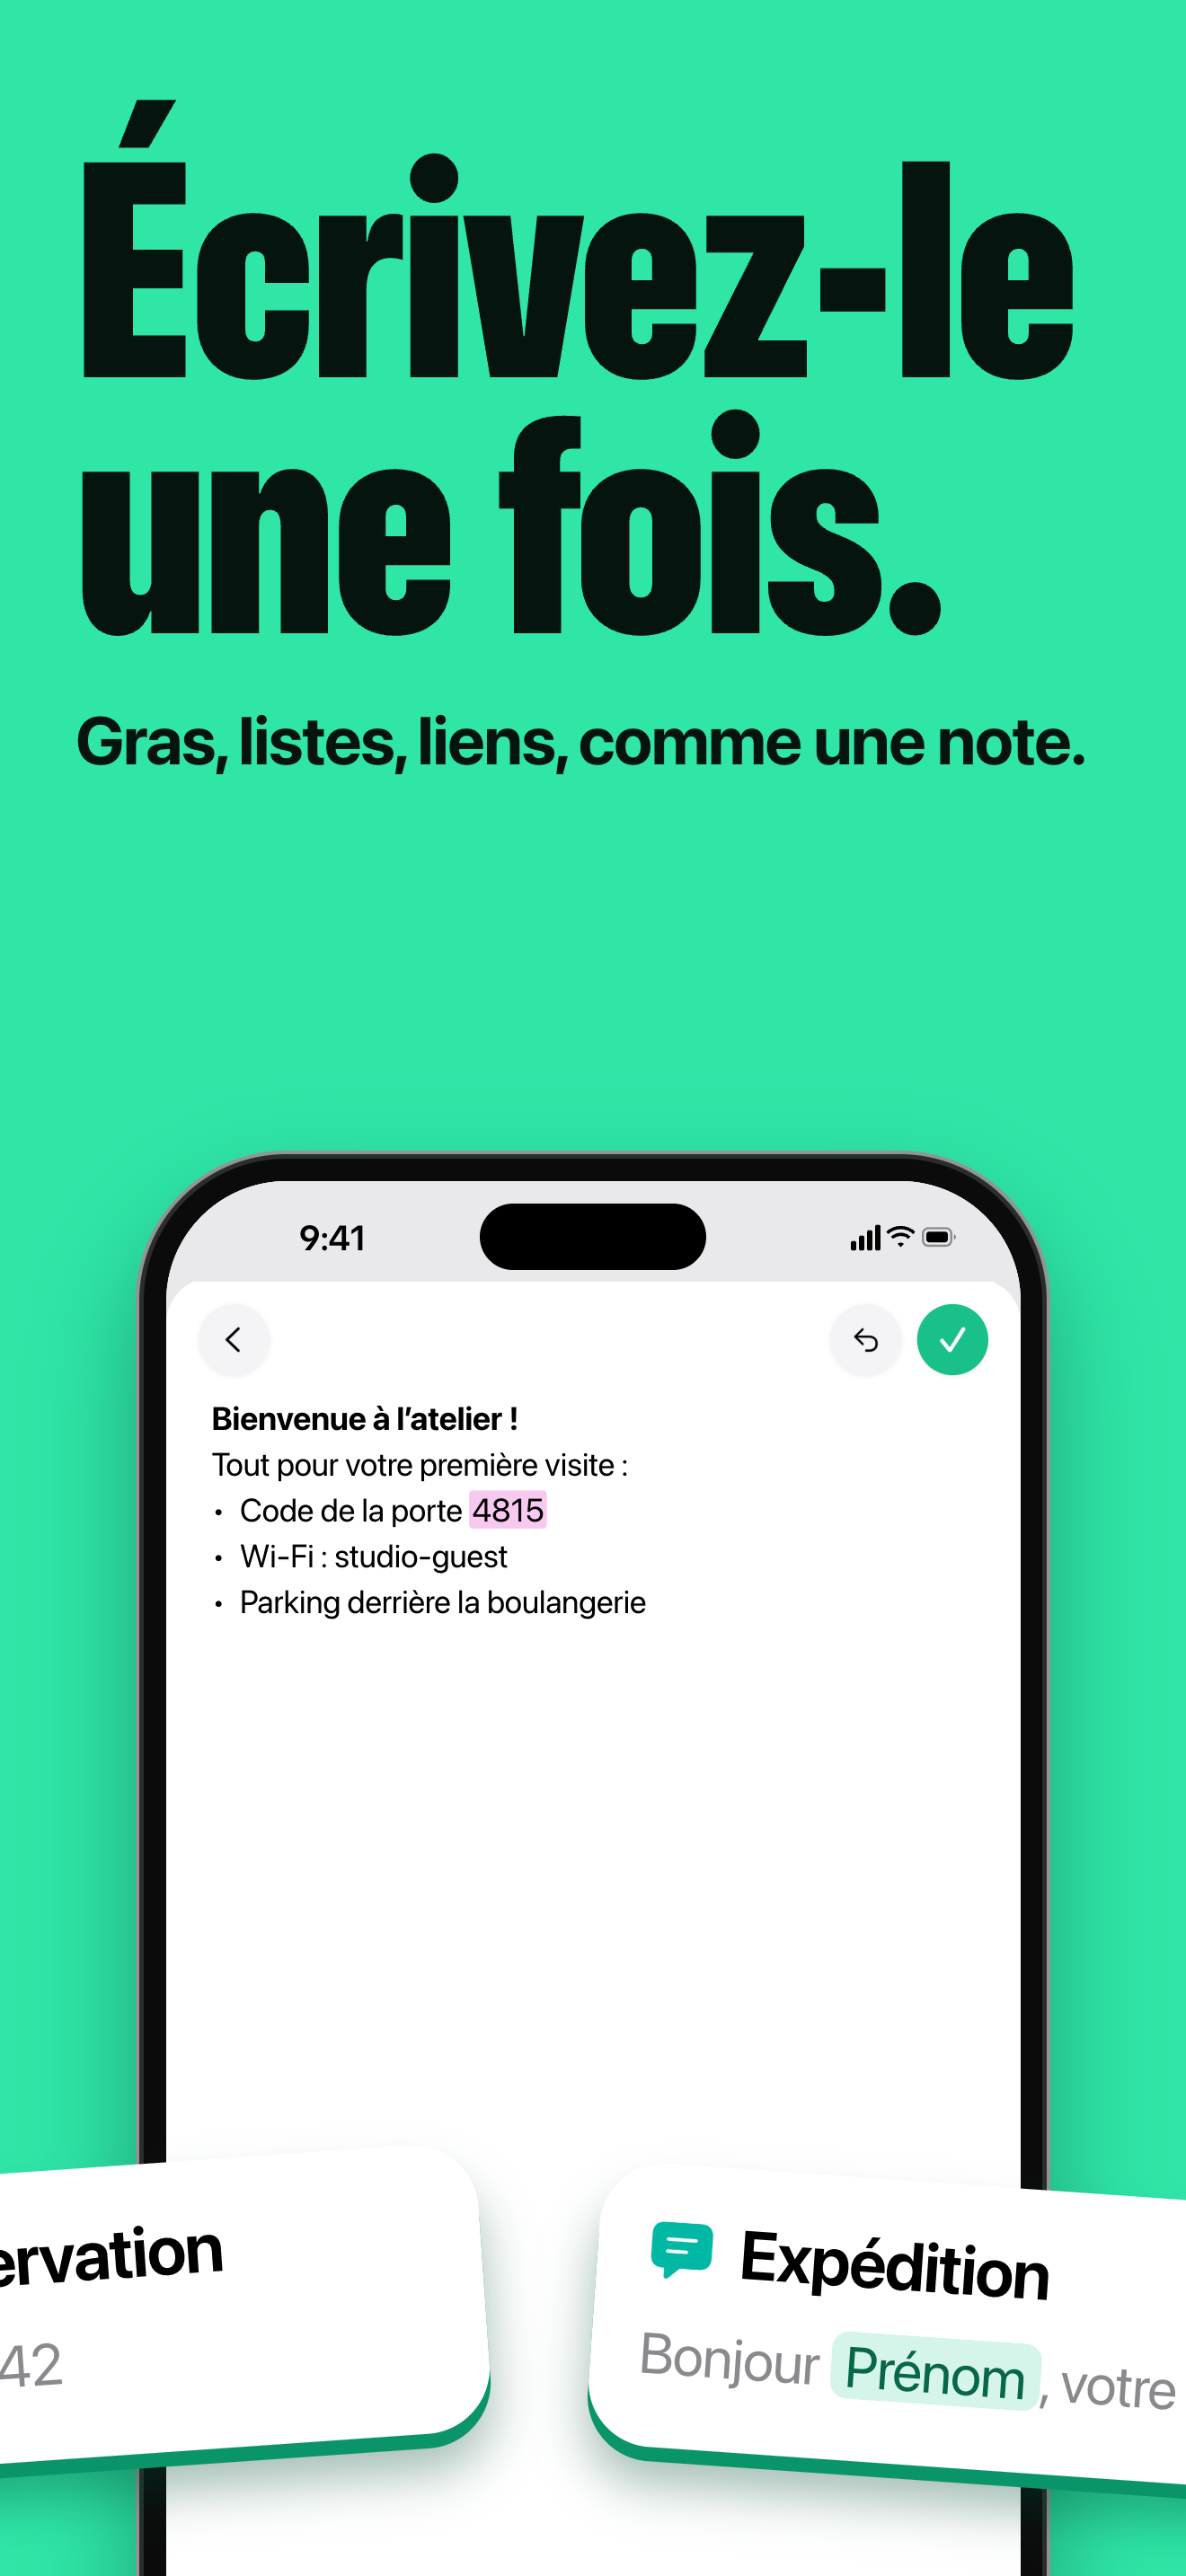 Écrivez-le
une fois.
Gras, listes, liens, comme une note.
9:41
Bienvenue à l’atelier !
Tout pour votre première visite :
• Code de la porte 4815
• Wi-Fi : studio-guest
• Parking derrière la boulangerie
ervation
42
Expédition
Bonjour Prénom, votre